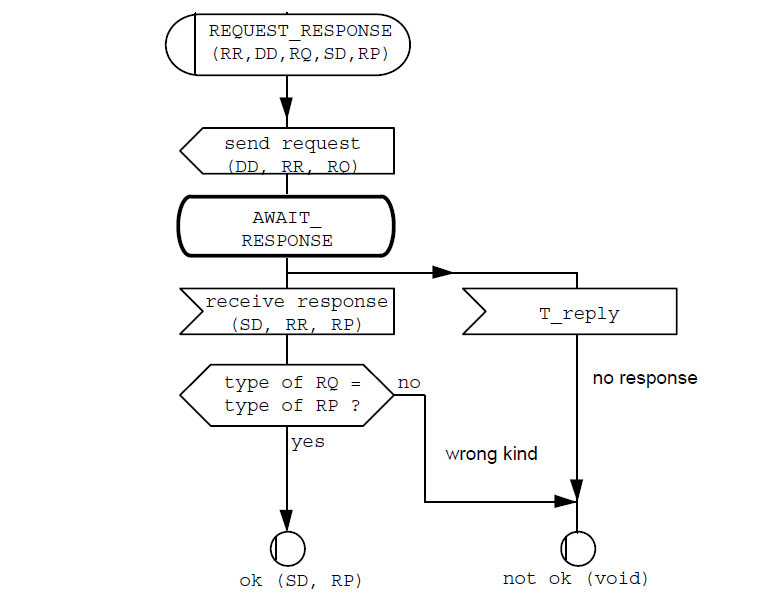 REQUEST_RESPONSE
(RR,DD,RQ,SD,RP)
send request
(DD, RR, RQ)
AWAIT_
RESPONSE
receive response
(SD, RR, RP)
T_reply
type of RQ =
type of RP ?
no
no response
yes
wrong kind
ok (SD, RP)
not ok (void)